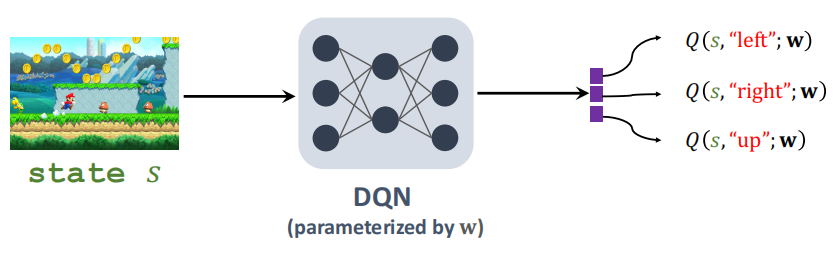 state s
DQN
(parameterized by w)
Q(s, “left”; w)
Q(s, “right”; w)
Q(s, “up”; w)